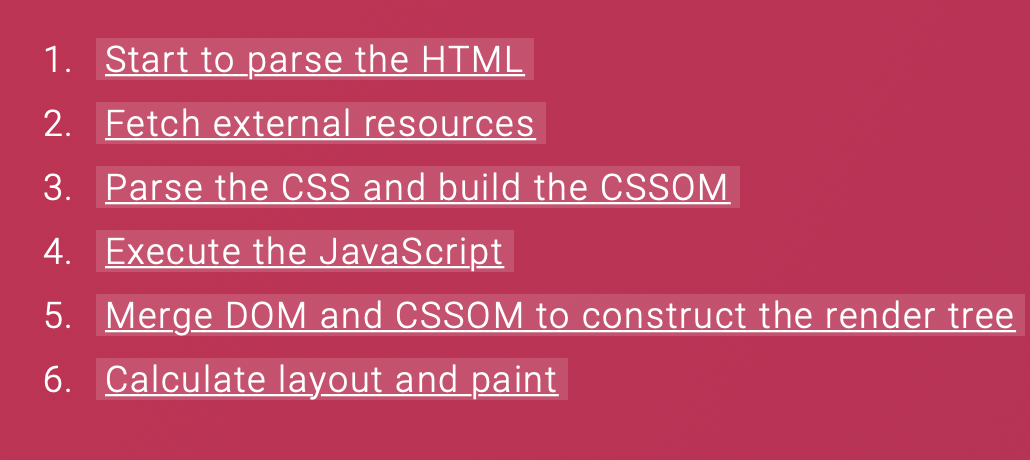 1. Start to parse the HTML
2. Fetch external resources
3. Parse the CSS and build the CSSOM
4. Execute the JavaScript
5. Merge DOM and CSSOM to construct the render tree
6. Calculate layout and paint